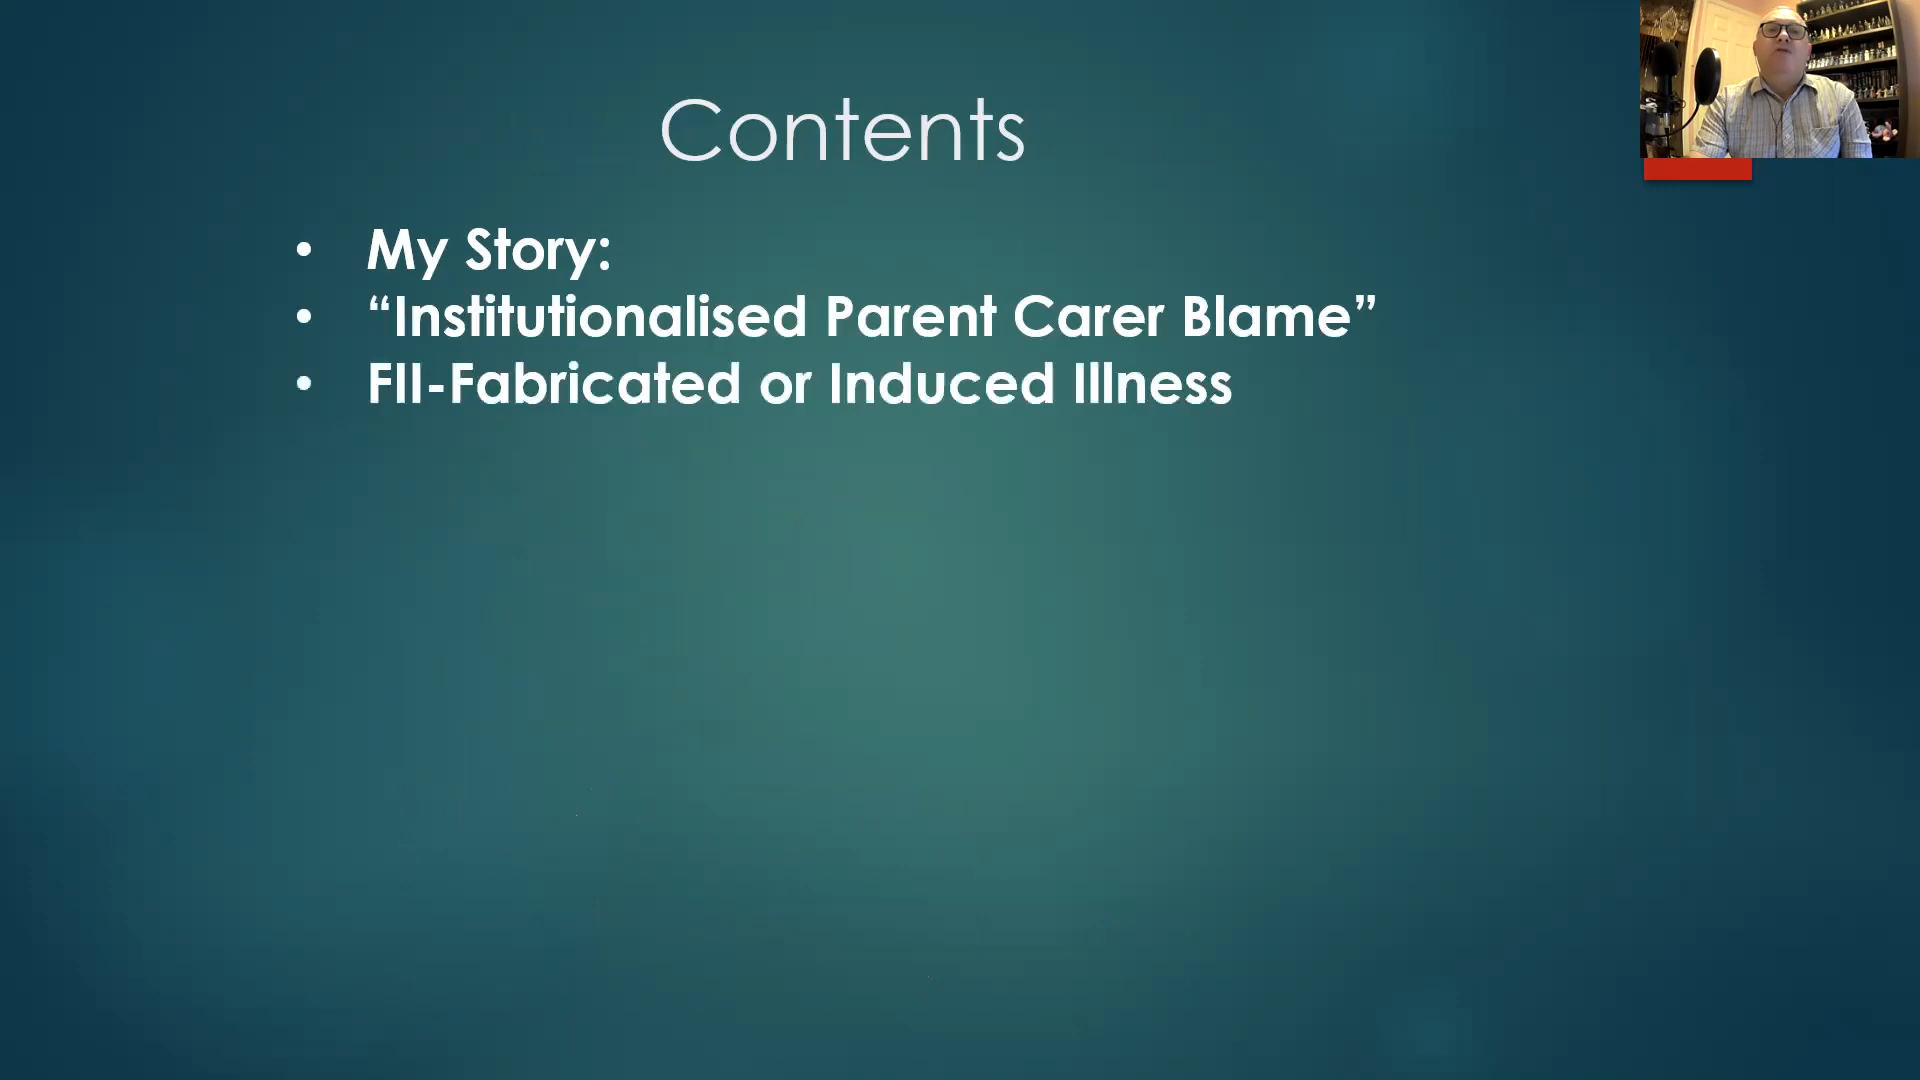 Contents
• My Story:
• “Institutionalised Parent Carer Blame”
• FII-Fabricated or Induced Illness